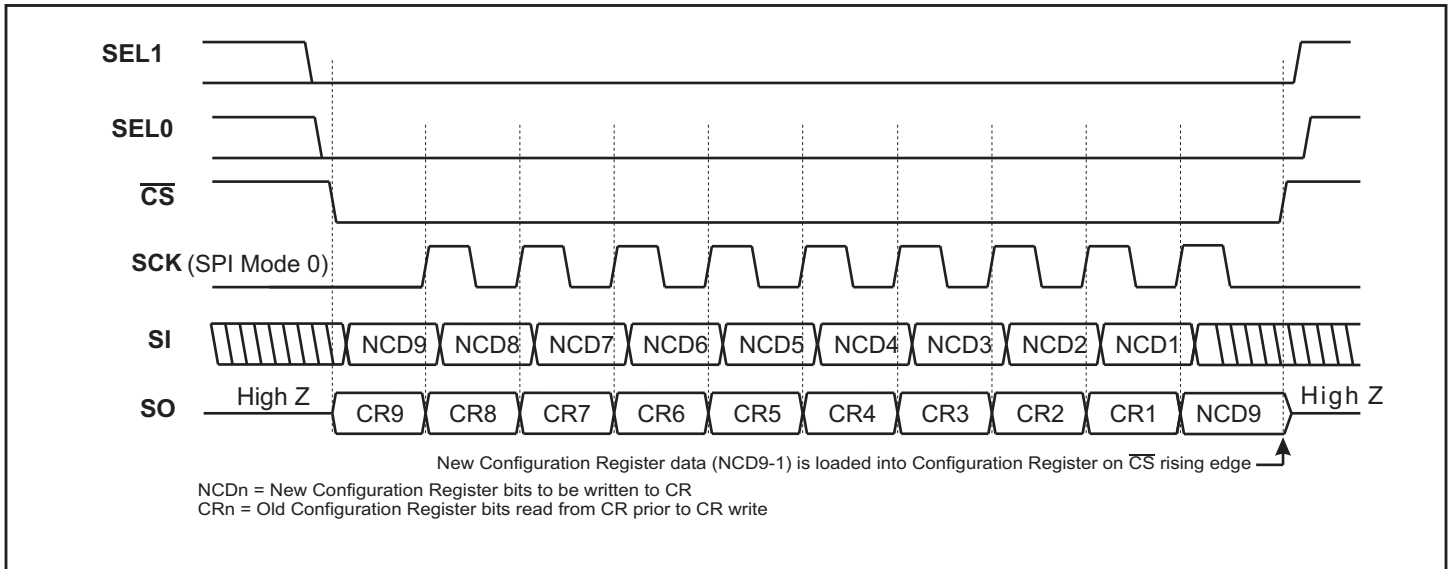 SEL1
SEL0
C̅S̅
SCK (SPI Mode 0)
SI
NCD9 NCD8 NCD7 NCD6 NCD5 NCD4 NCD3 NCD2 NCD1
SO
High Z CR9 CR8 CR7 CR6 CR5 CR4 CR3 CR2 CR1 NCD9 High Z
New Configuration Register data (NCD9-1) is loaded into Configuration Register on C̅S̅ rising edge
NCDn = New Configuration Register bits to be written to CR
CRn = Old Configuration Register bits read from CR prior to CR write